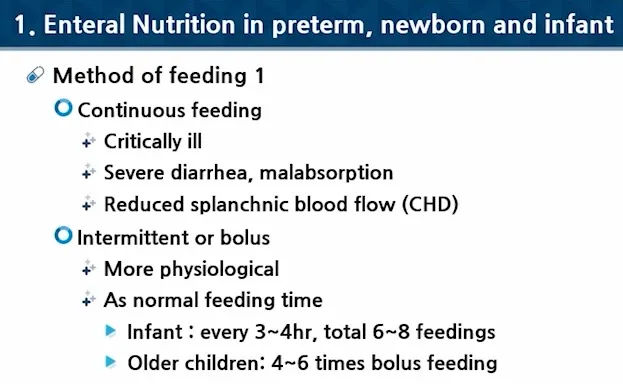 1. Enteral Nutrition in preterm, newborn and infant
Method of feeding 1
Continuous feeding
Critically ill
Severe diarrhea, malabsorption
Reduced splanchnic blood flow (CHD)
Intermittent or bolus
More physiological
As normal feeding time
Infant : every 3~4hr, total 6~8 feedings
Older children: 4~6 times bolus feeding